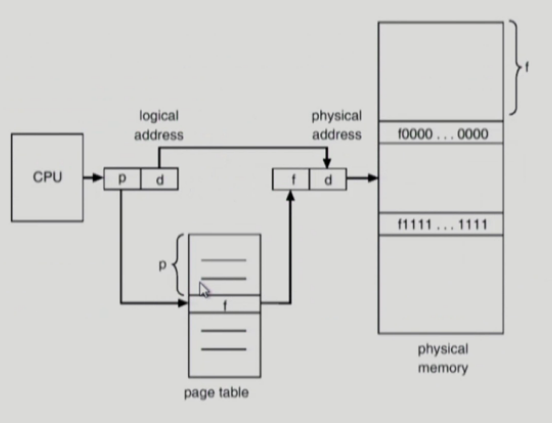 logical
address
physical
address
f
f0000 . . . 0000
CPU
p
d
f
d
f1111 . . . 1111
p
f
physical
memory
page table